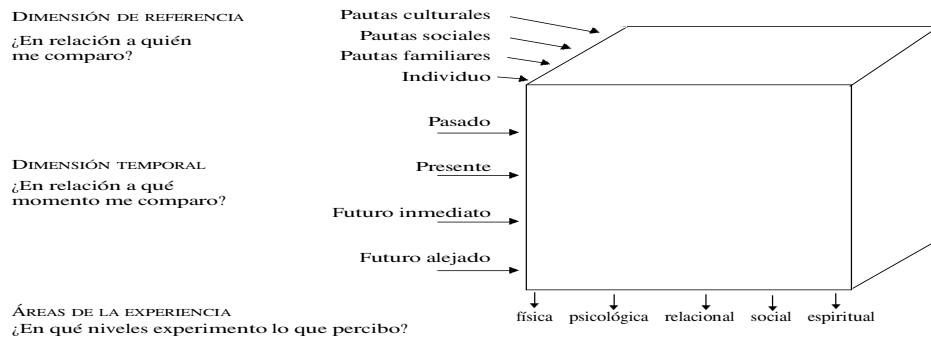 DIMENSIÓN DE REFERENCIA
¿En relación a quién
me comparo?
Pautas culturales
Pautas sociales
Pautas familiares
Individuo
Pasado
DIMENSIÓN TEMPORAL
¿En relación a qué
momento me comparo?
Presente
Futuro inmediato
Futuro alejado
ÁREAS DE LA EXPERIENCIA
¿En qué niveles experimento lo que percibo?
física psicológica relacional social espiritual